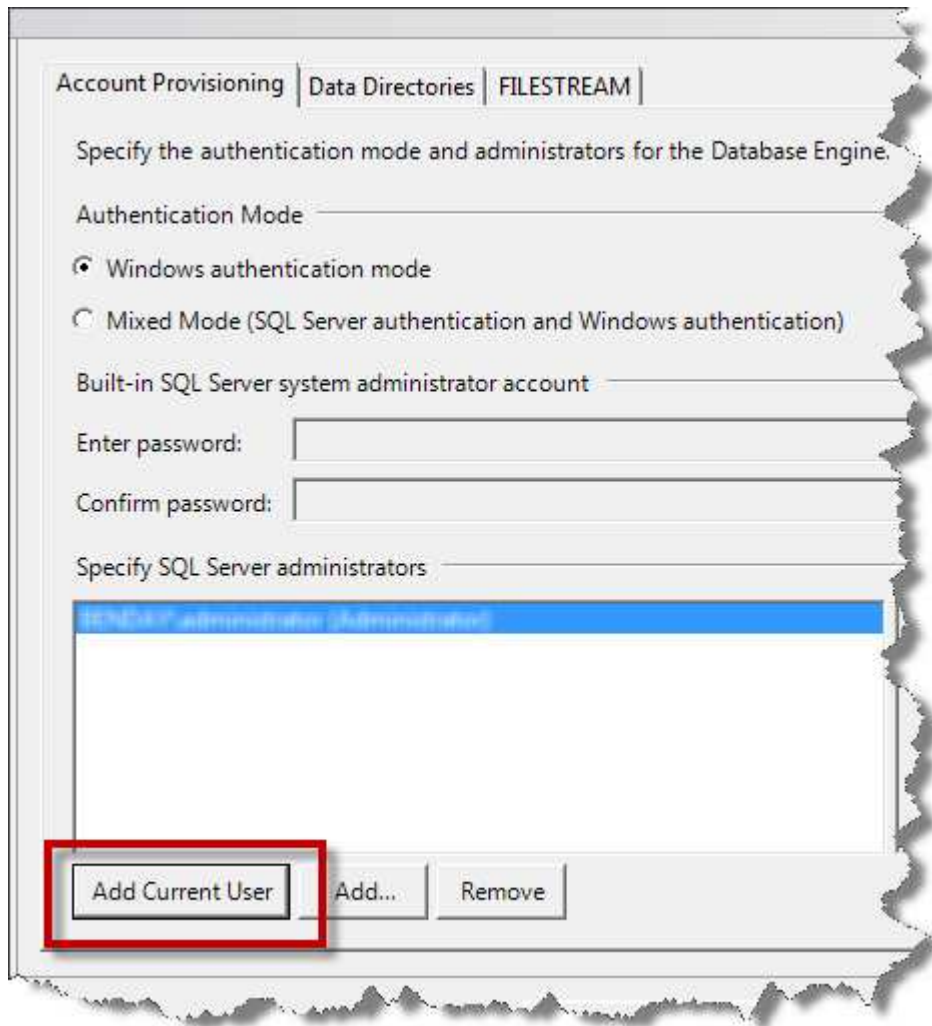 Account Provisioning Data Directories FILESTREAM
Specify the authentication mode and administrators for the Database Engine.
Authentication Mode
Windows authentication mode
Mixed Mode (SQL Server authentication and Windows authentication)
Built-in SQL Server system administrator account
Enter password:
Confirm password:
Specify SQL Server administrators
administrator (Administrator)
Add Current User Add... Remove